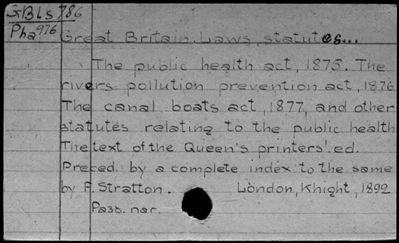 GBLs 786
Pha 976
Great Britain. Laws, statutes...
The public health act, 1875. The
rivers pollution prevention act, 1876
The canal boats act, 1877, and other
statutes relating to the public health
The text of the Queen's printers' ed.
Preced. by a complete index to the same
by F. Stratton. London, Knight, 1892
Pass. nar.